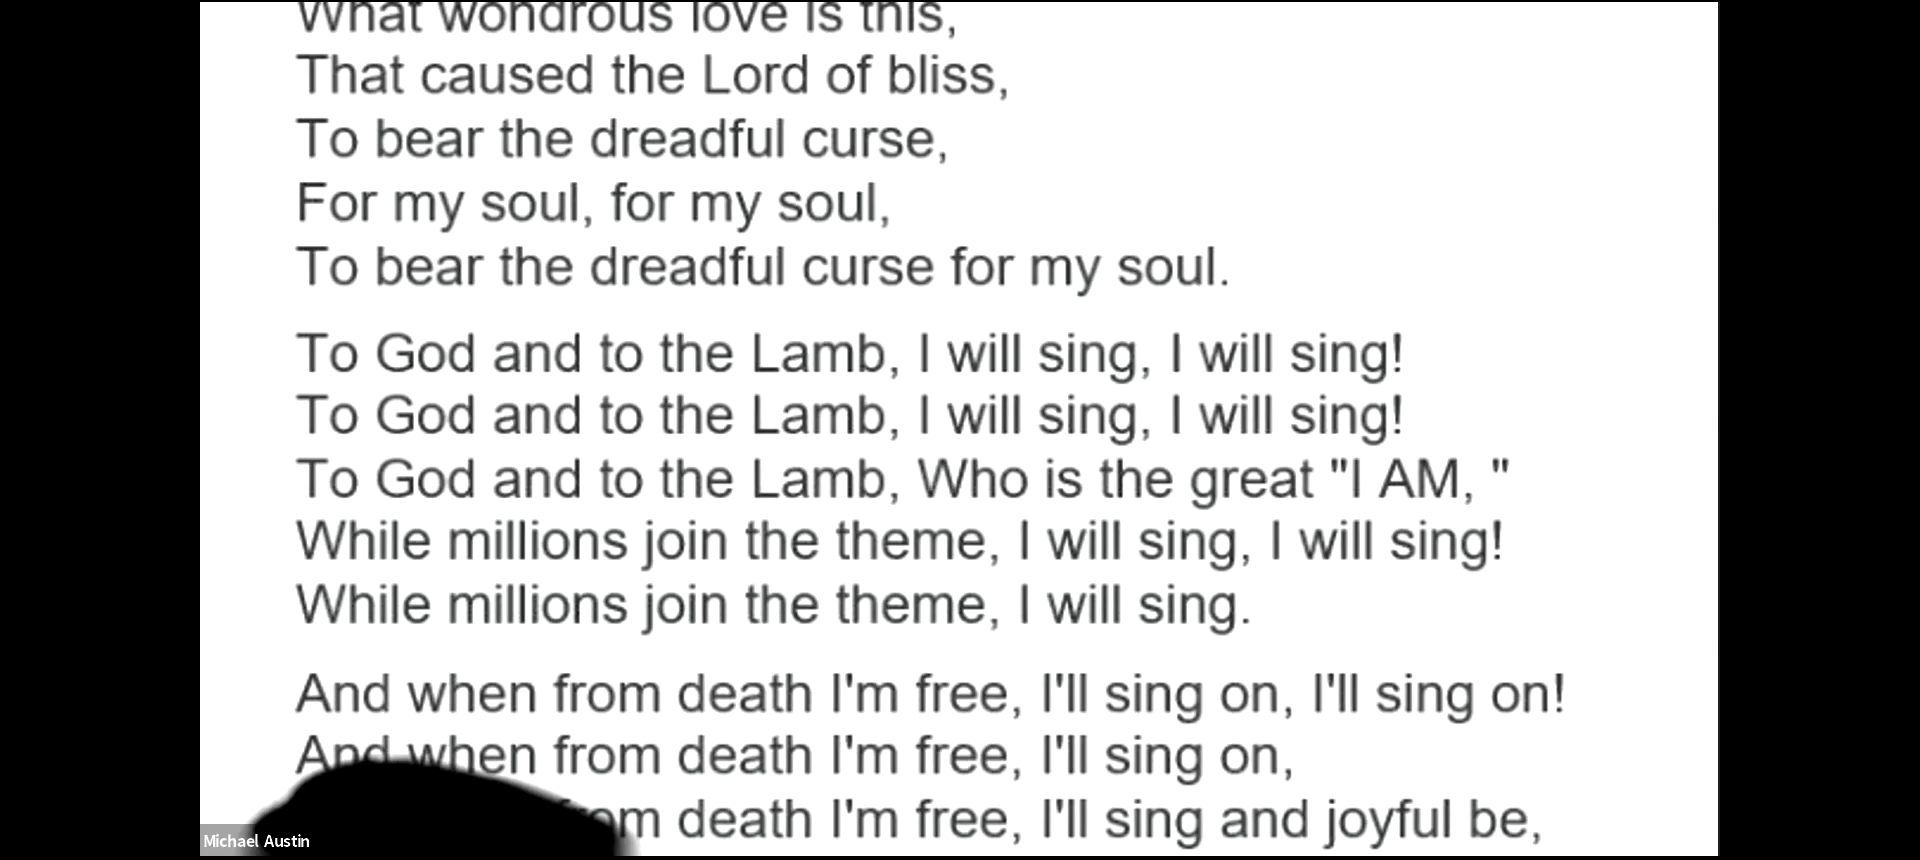 What wondrous love is this,
That caused the Lord of bliss,
To bear the dreadful curse,
For my soul, for my soul,
To bear the dreadful curse for my soul.
To God and to the Lamb, I will sing, I will sing!
To God and to the Lamb, I will sing, I will sing!
To God and to the Lamb, Who is the great "I AM, "
While millions join the theme, I will sing, I will sing!
While millions join the theme, I will sing.
And when from death I'm free, I'll sing on, I'll sing on!
And when from death I'm free, I'll sing on,
death I'm free, I'll sing and joyful be,
Michael Austin